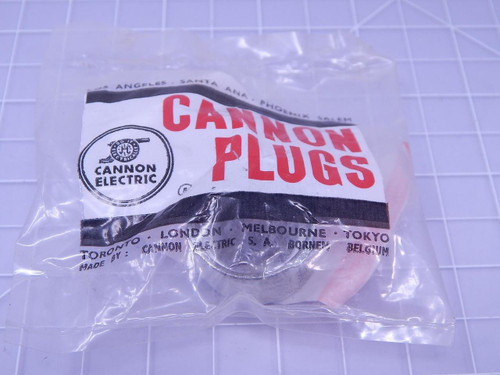 ANGELES · SANTA ANA · PHOENIX SALEM
CANNON
PLUGS
CANNON
ELECTRIC
TORONTO · LONDON · MELBOURNE · TOKYO
MADE BY: CANNON ELECTRIC S. A. BORNEM BELGIUM